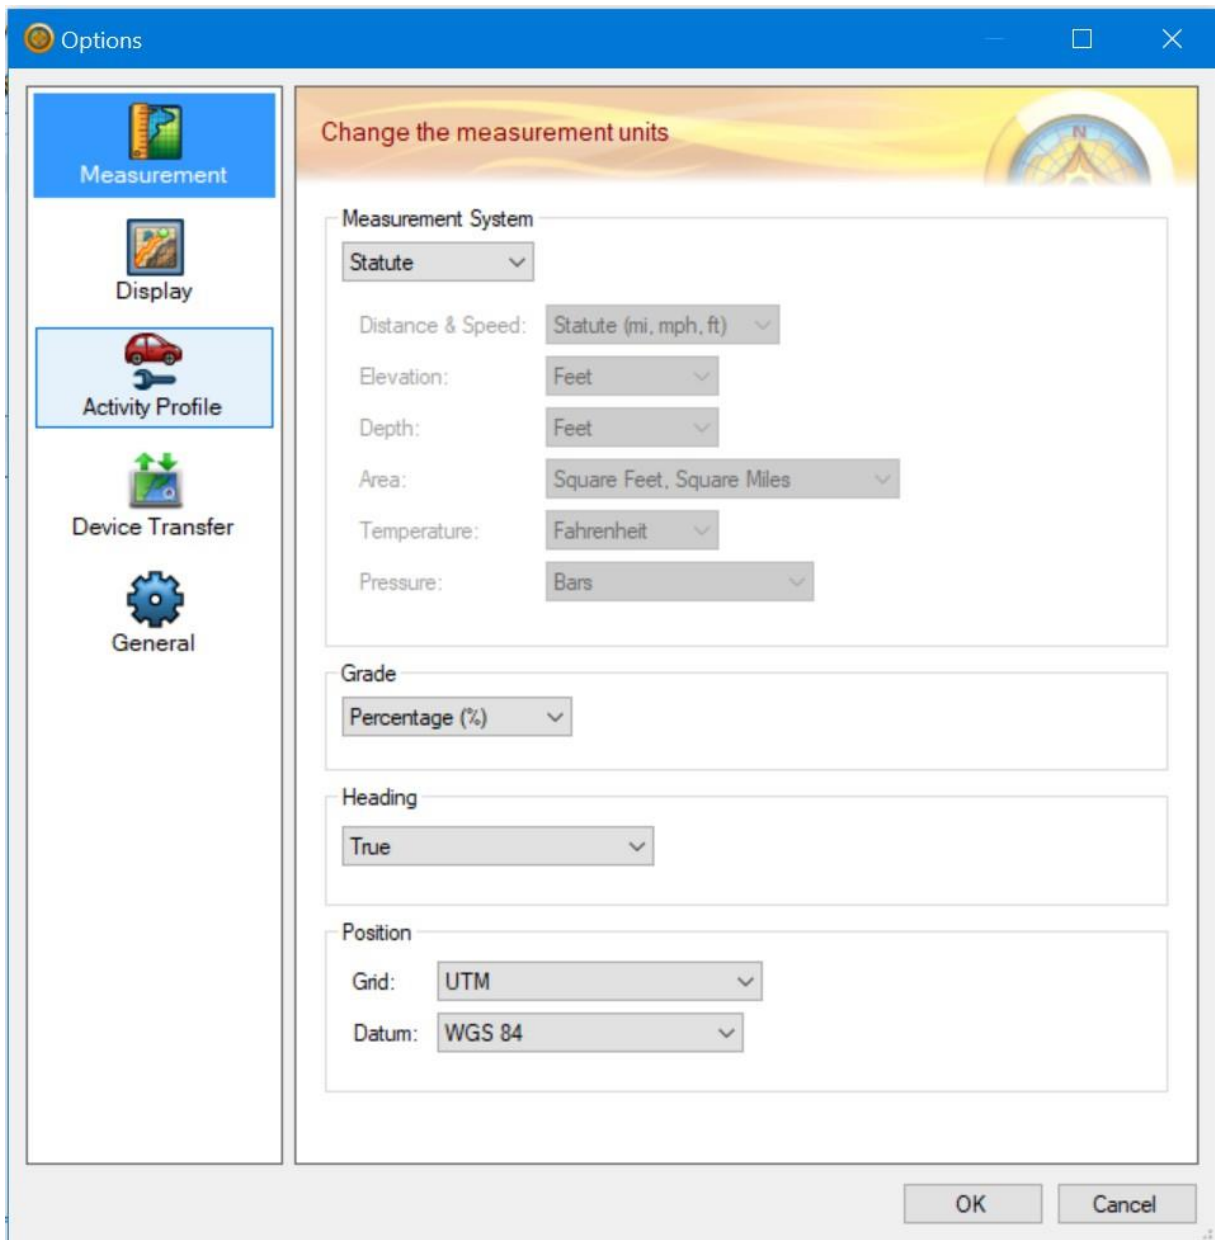 Options
Measurement
Display
Activity Profile
Device Transfer
General
Change the measurement units
N
Measurement System
Statute
Distance & Speed: Statute (mi, mph, ft)
Elevation: Feet
Depth: Feet
Area: Square Feet, Square Miles
Temperature: Fahrenheit
Pressure: Bars
Grade
Percentage (%)
Heading
True
Position
Grid: UTM
Datum: WGS 84
OK Cancel